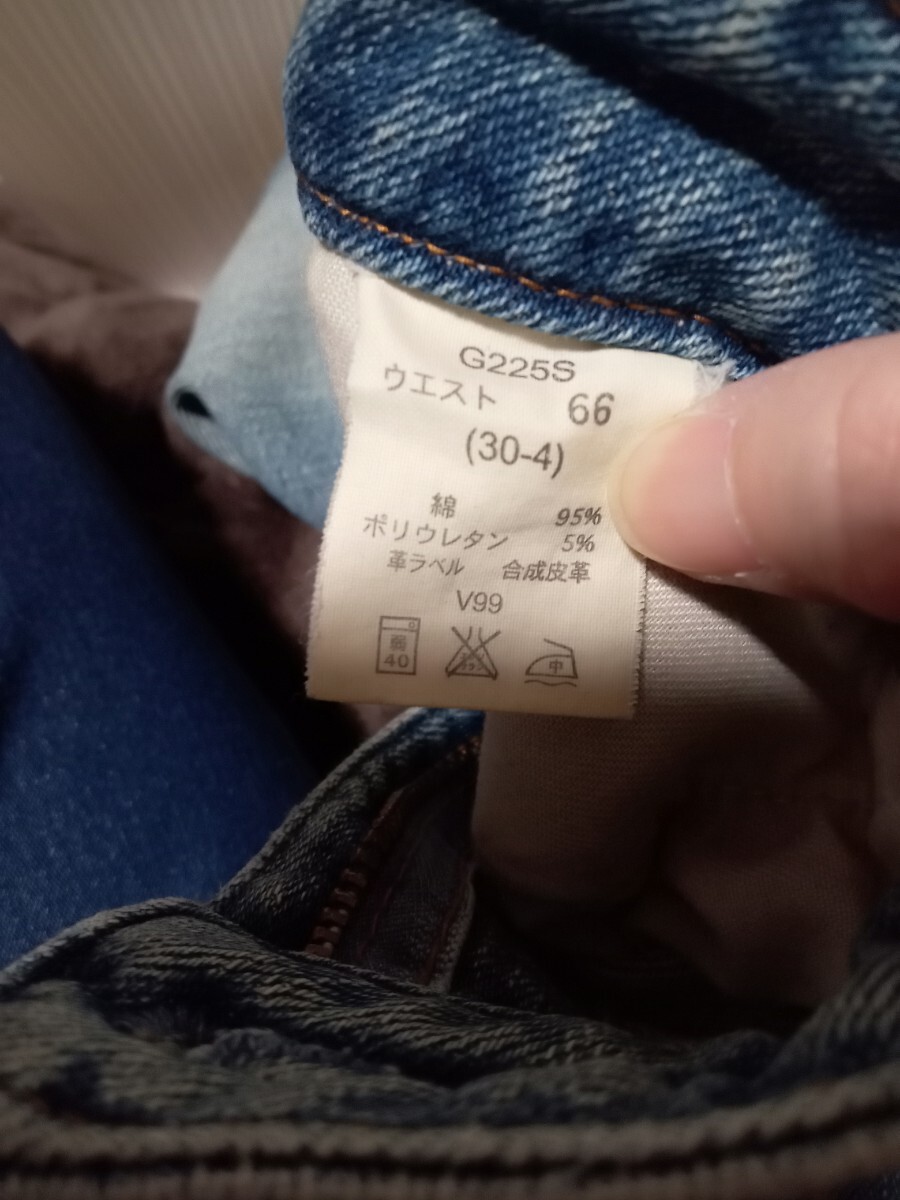 G225S
ウエスト 66
(30-4)
綿 95%
ポリウレタン 5%
革ラベル 合成皮革
V99
弱 中
40